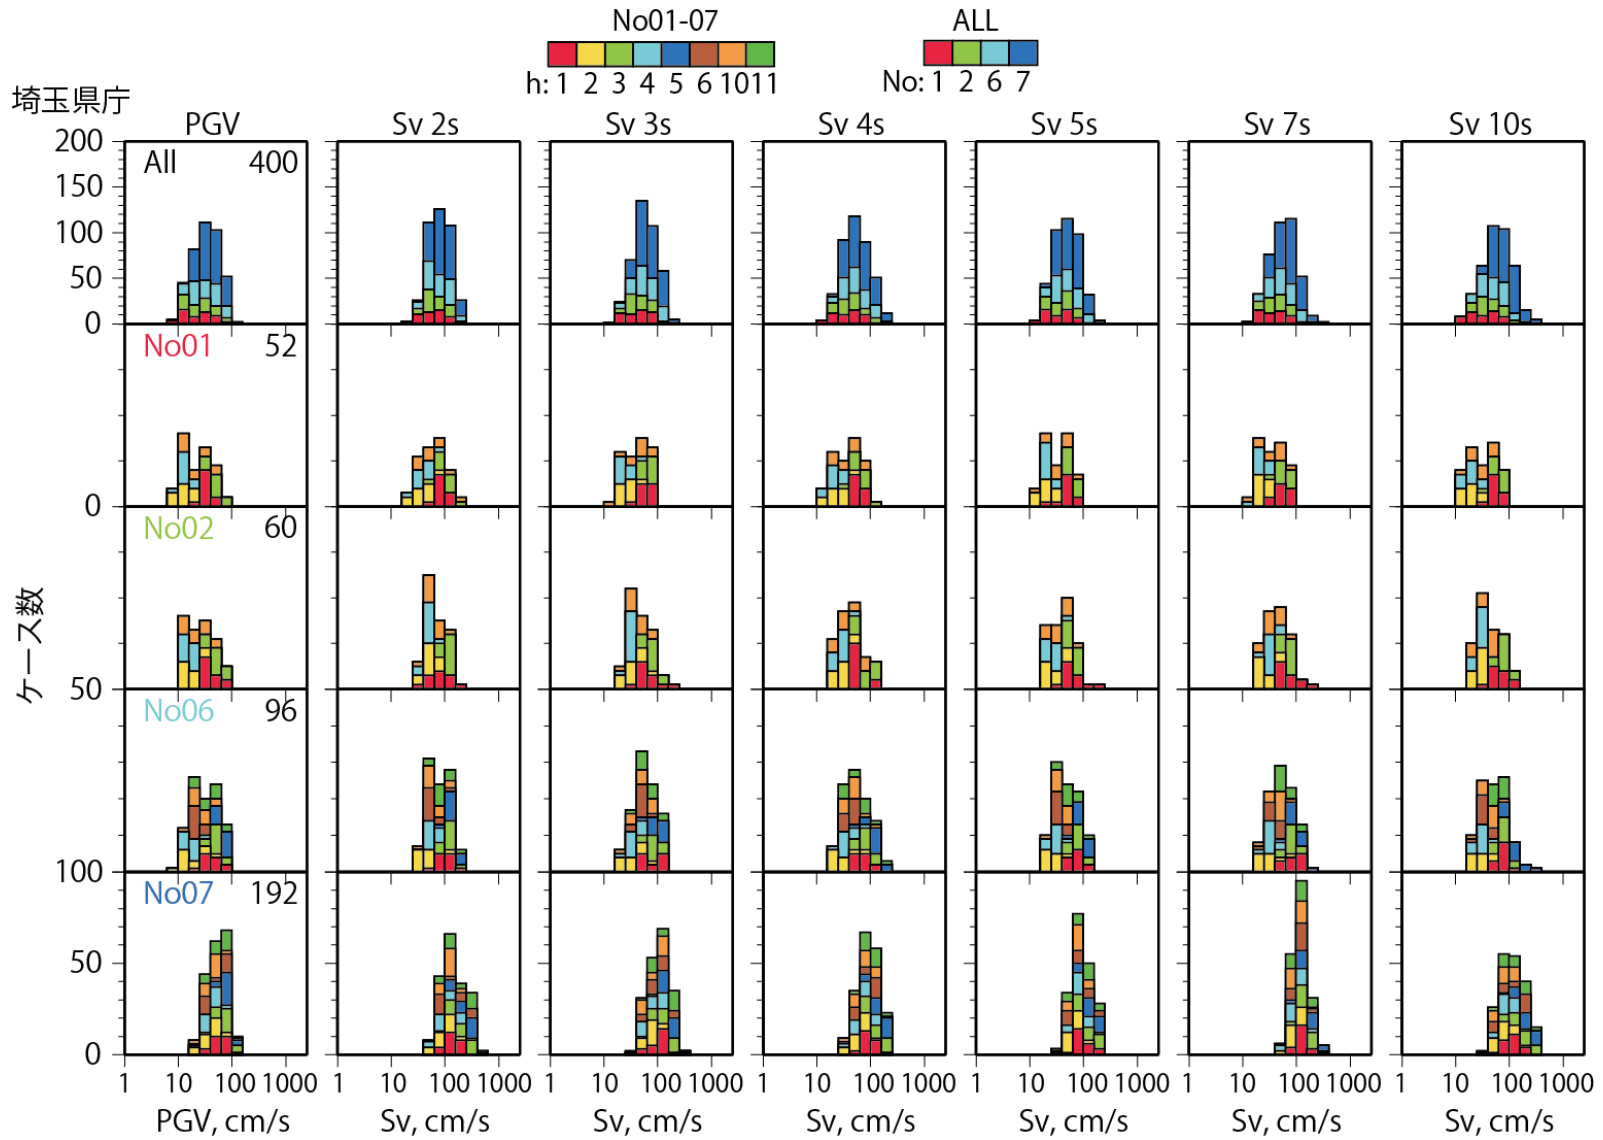 No01-07 ALL
h: 1 2 3 4 5 6 1011 No: 1 2 6 7
埼玉県庁
PGV Sv 2s Sv 3s Sv 4s Sv 5s Sv 7s Sv 10s
200
All 400
150
100
50
0
No01 52
0
No02 60
ケース数
50
No06 96
100
No07 192
50
0
1 10 100 1000 1 10 100 1000 1 10 100 1000 1 10 100 1000 1 10 100 1000 1 10 100 1000 1 10 100 1000
PGV, cm/s Sv, cm/s Sv, cm/s Sv, cm/s Sv, cm/s Sv, cm/s Sv, cm/s